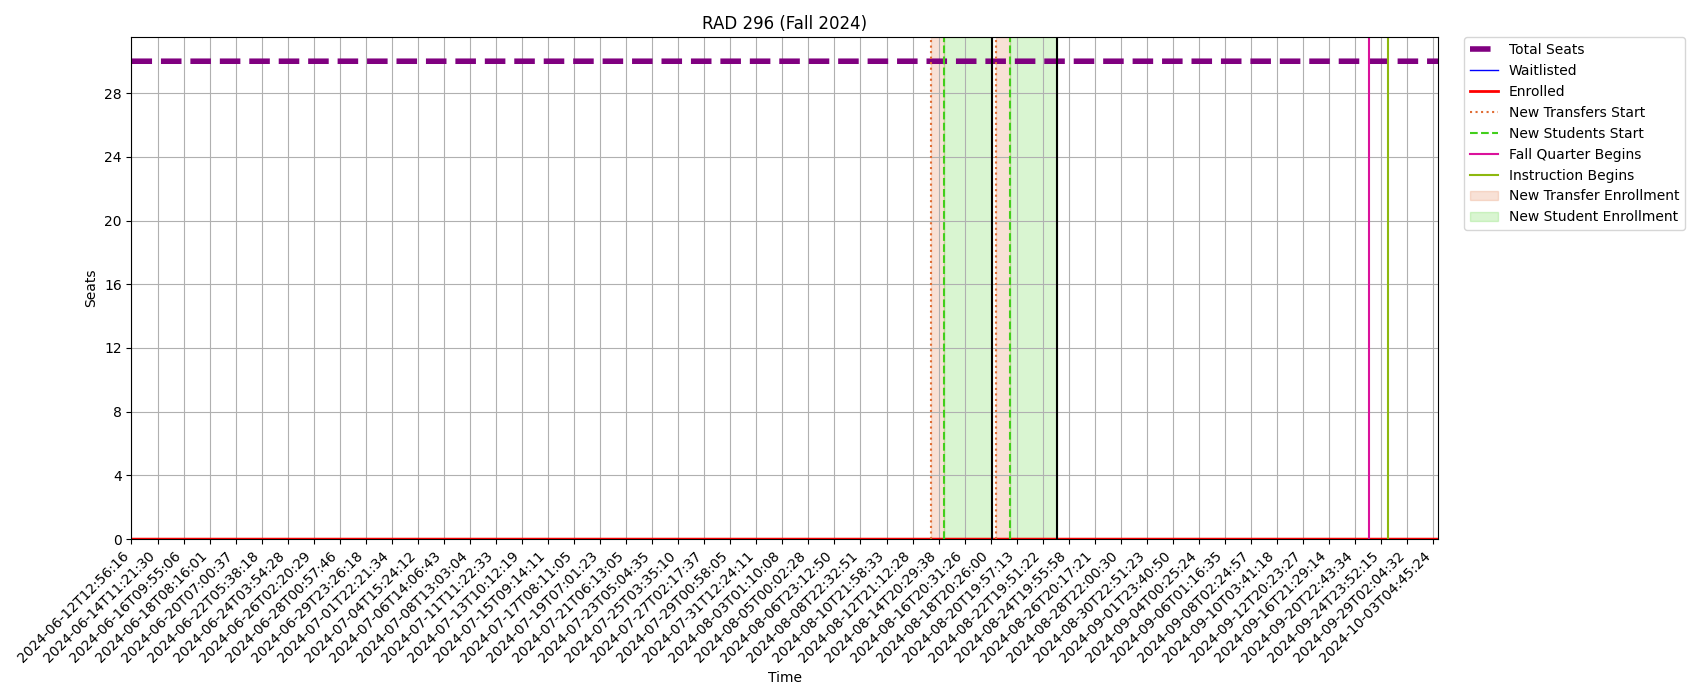 RAD 296 (Fall 2024)
Total Seats
Waitlisted
Enrolled
New Transfers Start
New Students Start
Fall Quarter Begins
Instruction Begins
New Transfer Enrollment
New Student Enrollment
Seats
28
24
20
16
12
8
4
0
2024-06-12T12:56:16
2024-06-14T11:21:30
2024-06-16T09:55:06
2024-06-18T08:16:01
2024-06-20T07:00:37
2024-06-22T05:38:18
2024-06-24T03:54:28
2024-06-26T02:20:29
2024-06-28T00:57:46
2024-06-29T23:26:18
2024-07-01T22:21:34
2024-07-04T15:24:12
2024-07-06T14:06:43
2024-07-08T13:03:04
2024-07-11T11:22:33
2024-07-13T10:12:19
2024-07-15T09:14:11
2024-07-17T08:11:05
2024-07-19T07:01:23
2024-07-21T06:13:05
2024-07-23T05:04:35
2024-07-25T03:35:10
2024-07-27T02:17:37
2024-07-29T00:58:05
2024-07-31T12:24:11
2024-08-03T01:10:08
2024-08-05T00:02:28
2024-08-06T23:12:50
2024-08-08T22:32:51
2024-08-10T21:58:33
2024-08-12T21:12:28
2024-08-14T20:29:38
2024-08-16T20:31:26
2024-08-18T20:26:00
2024-08-20T19:57:13
2024-08-22T19:51:22
2024-08-24T19:55:58
2024-08-26T20:17:21
2024-08-28T22:00:30
2024-08-30T22:51:23
2024-09-01T23:40:50
2024-09-04T00:25:24
2024-09-06T01:16:35
2024-09-08T02:24:57
2024-09-10T03:41:18
2024-09-12T20:23:27
2024-09-16T21:29:14
2024-09-20T22:43:34
2024-09-24T23:52:15
2024-09-29T02:04:32
2024-10-03T04:45:24
Time